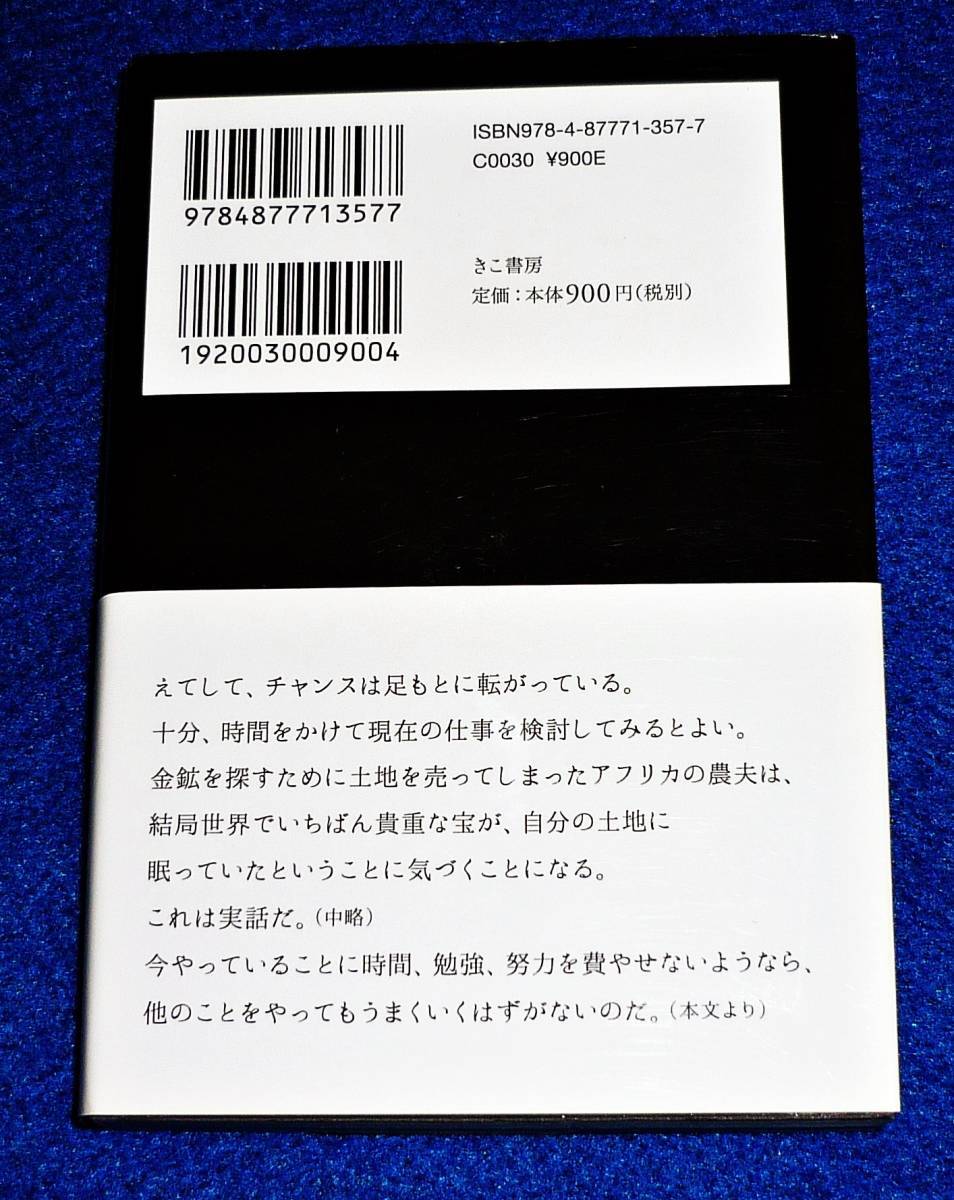 ISBN978-4-87771-357-7
C0030 ¥900E
9784877713577
きこ書房
定価：本体900円（税別）
1920030009004
えてして、チャンスは足もとに転がっている。
十分、時間をかけて現在の仕事を検討してみるとよい。
金鉱を探すために土地を売ってしまったアフリカの農夫は、
結局世界でいちばん貴重な宝が、自分の土地に
眠っていたということに気づくことになる。
これは実話だ。（中略）
今やっていることに時間、勉強、努力を費やせないようなら、
他のことをやってもうまくいくはずがないのだ。（本文より）